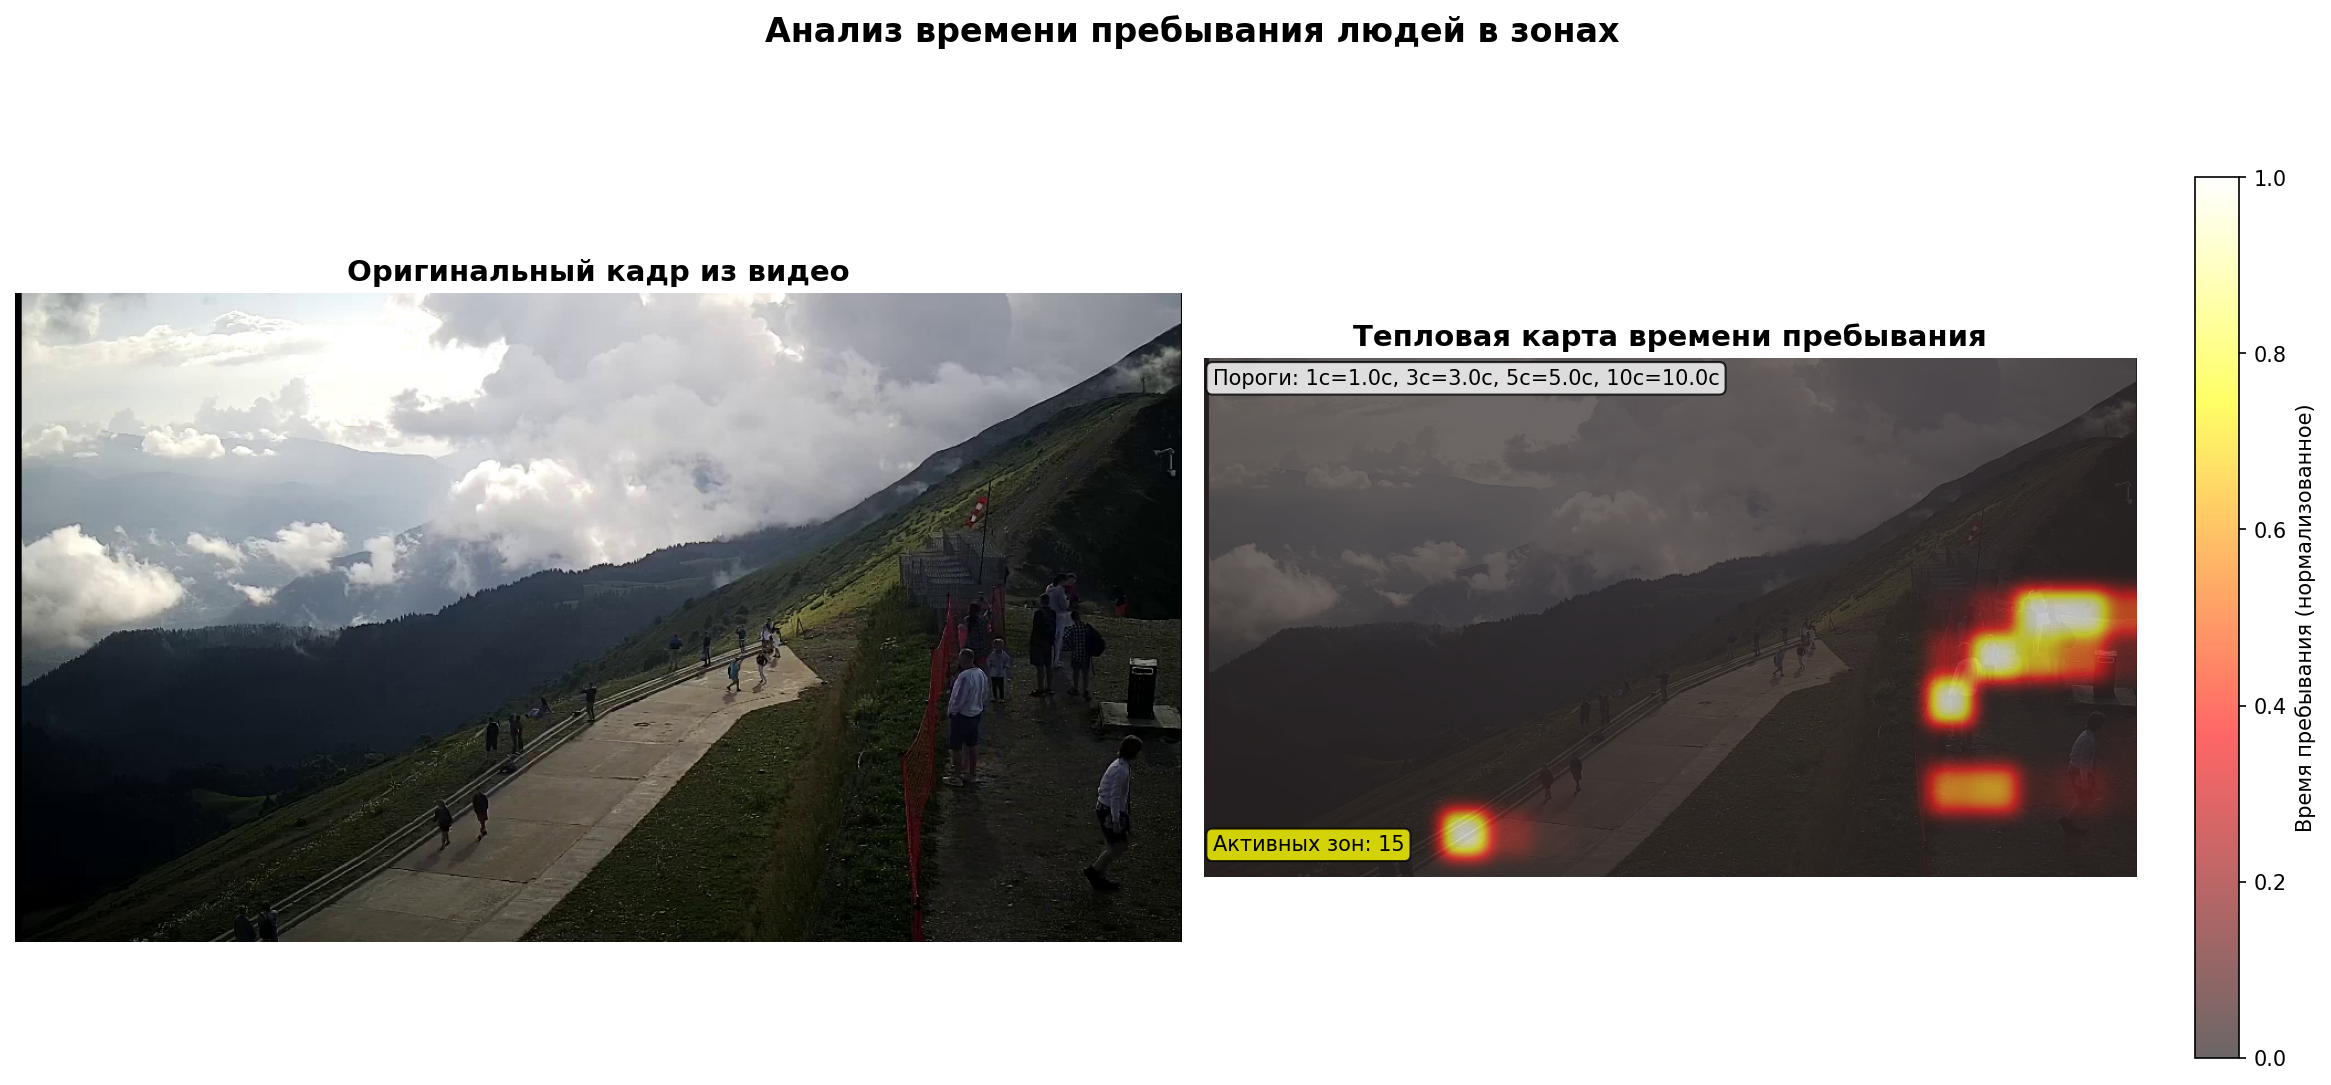 Анализ времени пребывания людей в зонах
Оригинальный кадр из видео
Тепловая карта времени пребывания
Пороги: 1с=1.0с, 3с=3.0с, 5с=5.0с, 10с=10.0с
Активных зон: 15
1.0
0.8
0.6
0.4
0.2
0.0
Время пребывания (нормализованное)